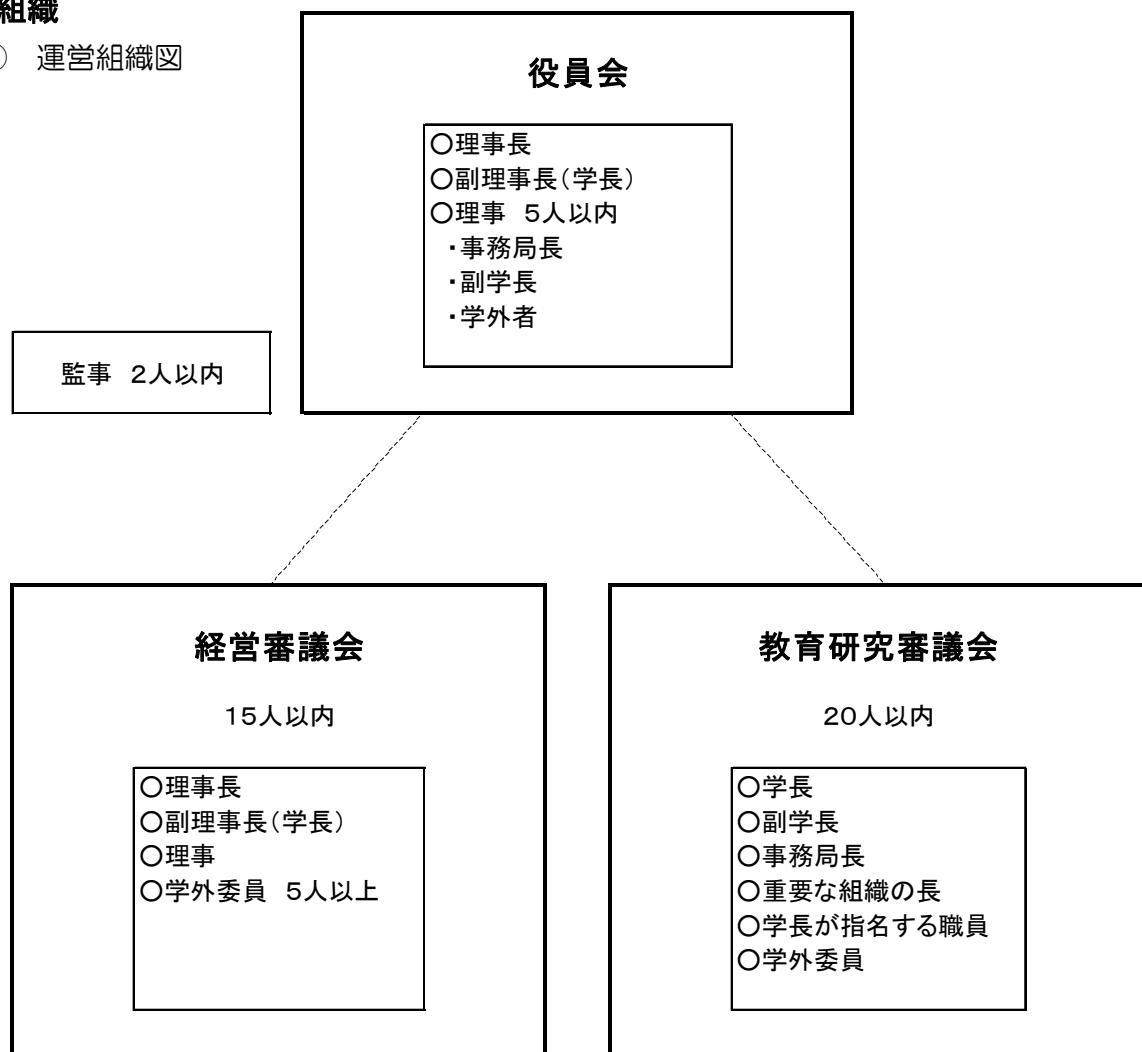 組織
運営組織図
役員会
○理事長
○副理事長(学長)
○理事 5人以内
・事務局長
・副学長
・学外者
監事 2人以内
経営審議会
15人以内
○理事長
○副理事長(学長)
○理事
○学外委員 5人以上
教育研究審議会
20人以内
○学長
○副学長
○事務局長
○重要な組織の長
○学長が指名する職員
○学外委員